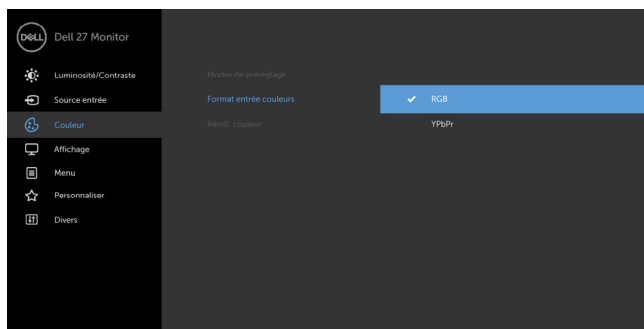 DELL Dell 27 Monitor
Luminosité/Contraste
Modes de préréglage
Source entrée
Format entrée couleurs
RGB
Couleur
Réinit. couleur
YPbPr
Affichage
Menu
Personnaliser
Divers